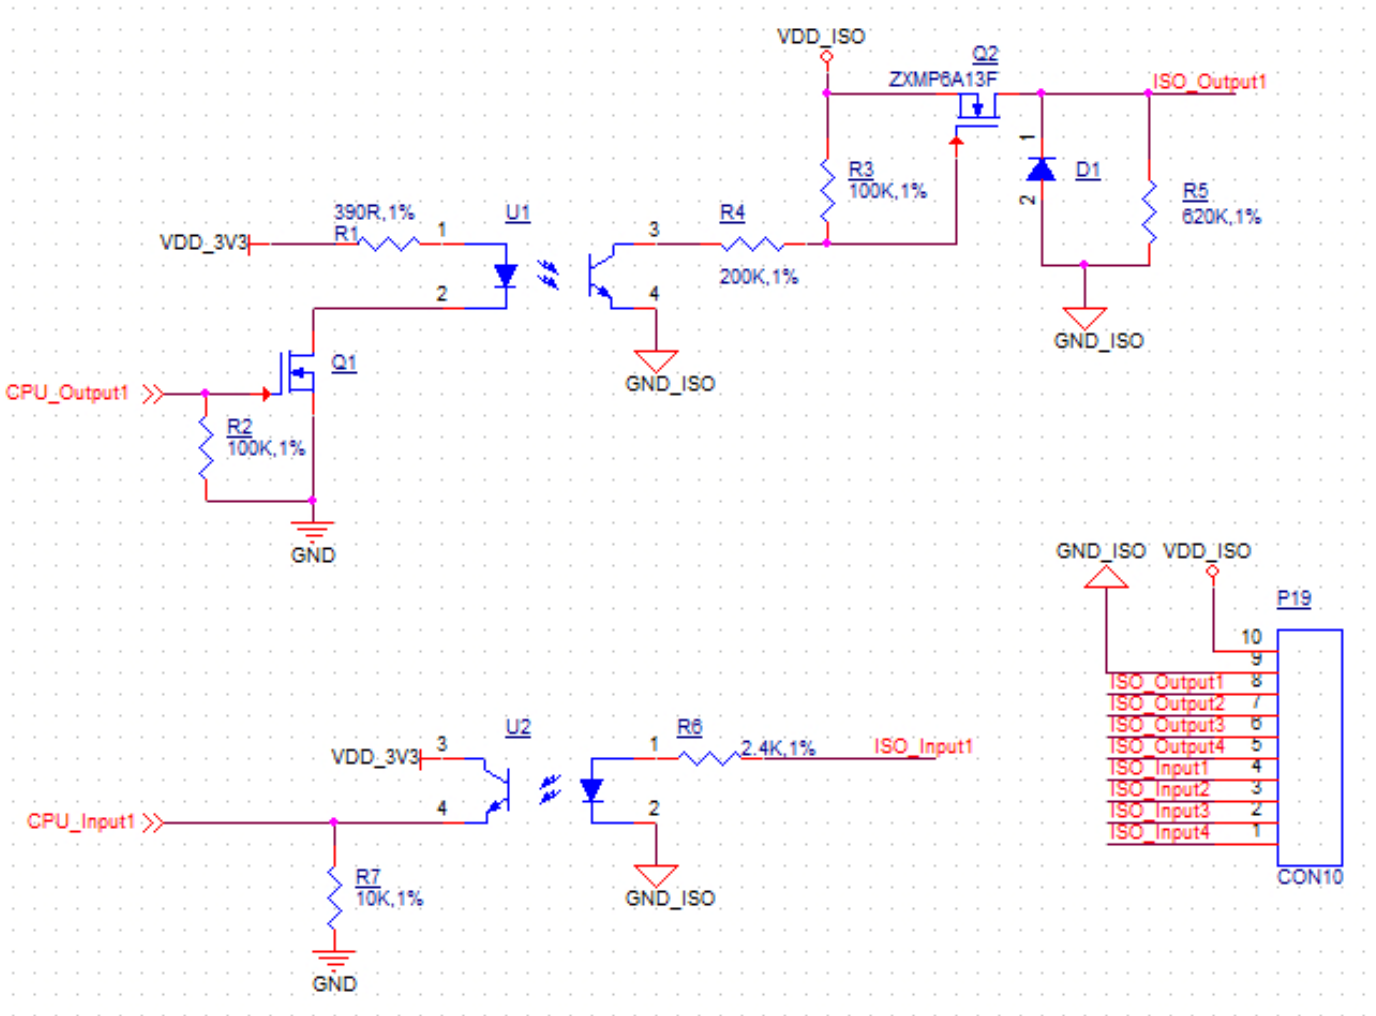 VDD_ISO
Q2
ZXMP6A13F
ISO_Output1
1
D1
2
R3
100K,1%
R5
620K,1%
390R,1%
R1
VDD_3V3
1
U1
3
R4
200K,1%
2
4
GND_ISO
GND_ISO
Q1
CPU_Output1
R2
100K,1%
GND
GND_ISO
VDD_ISO
P19
10
9
ISO_Output1 8
ISO_Output2 7
ISO_Output3 6
ISO_Output4 5
ISO_Input1 4
ISO_Input2 3
ISO_Input3 2
ISO_Input4 1
CON10
U2
VDD_3V3
3
1
R6
2.4K,1%
ISO_Input1
CPU_Input1
4
2
R7
10K,1%
GND_ISO
GND